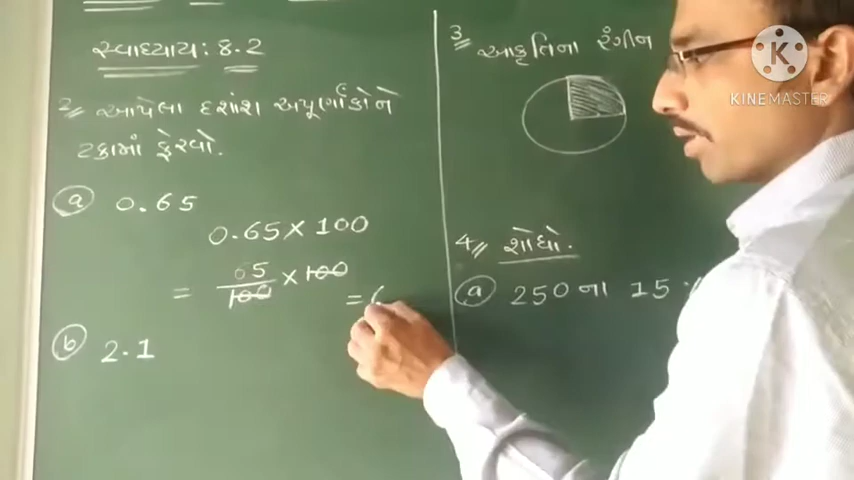 સ્વાધ્યાય: 8.2
2 આપેલા દશાંશ અપૂર્ણાંકોને
ટકામાં ફેરવો.
a 0.65
0.65 × 100
= 65/100 × 100
= 6
b 2.1
3 આકૃતિના રંગીન
4 શોધો.
a 250 ના 15
K
KINEMASTER